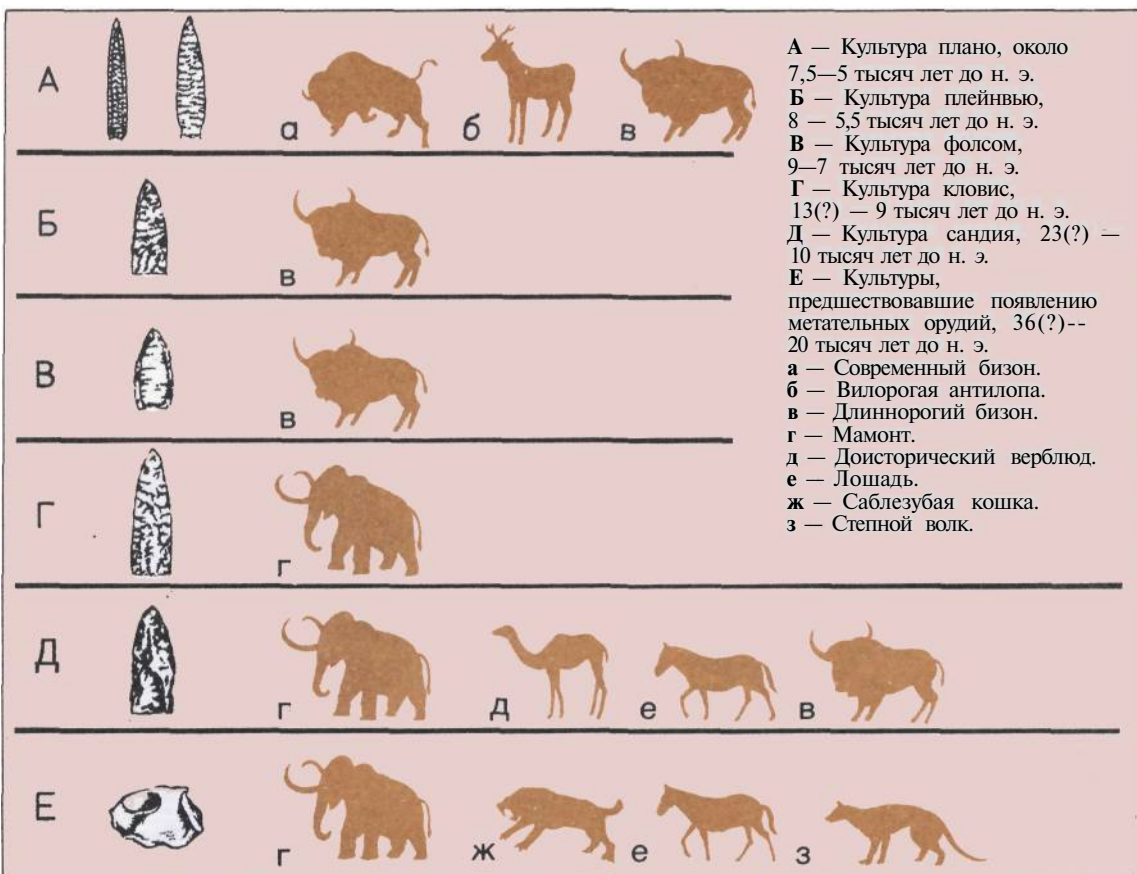 А
а
б
в
Б
в
В
в
Г
г
Д
г
д
е
в
Е
г
ж
е
з
А — Культура плано, около
7,5—5 тысяч лет до н. э.
Б — Культура плейнвью,
8 — 5,5 тысяч лет до н. э.
В — Культура фолсом,
9—7 тысяч лет до н. э.
Г — Культура кловис,
13(?) — 9 тысяч лет до н. э.
Д — Культура сандия, 23(?) —
10 тысяч лет до н. э.
Е — Культуры,
предшествовавшие появлению
метательных орудий, 36(?)--
20 тысяч лет до н. э.
а — Современный бизон.
б — Вилорогая антилопа.
в — Длиннорогий бизон.
г — Мамонт.
д — Доисторический верблюд.
е — Лошадь.
ж — Саблезубая кошка.
з — Степной волк.